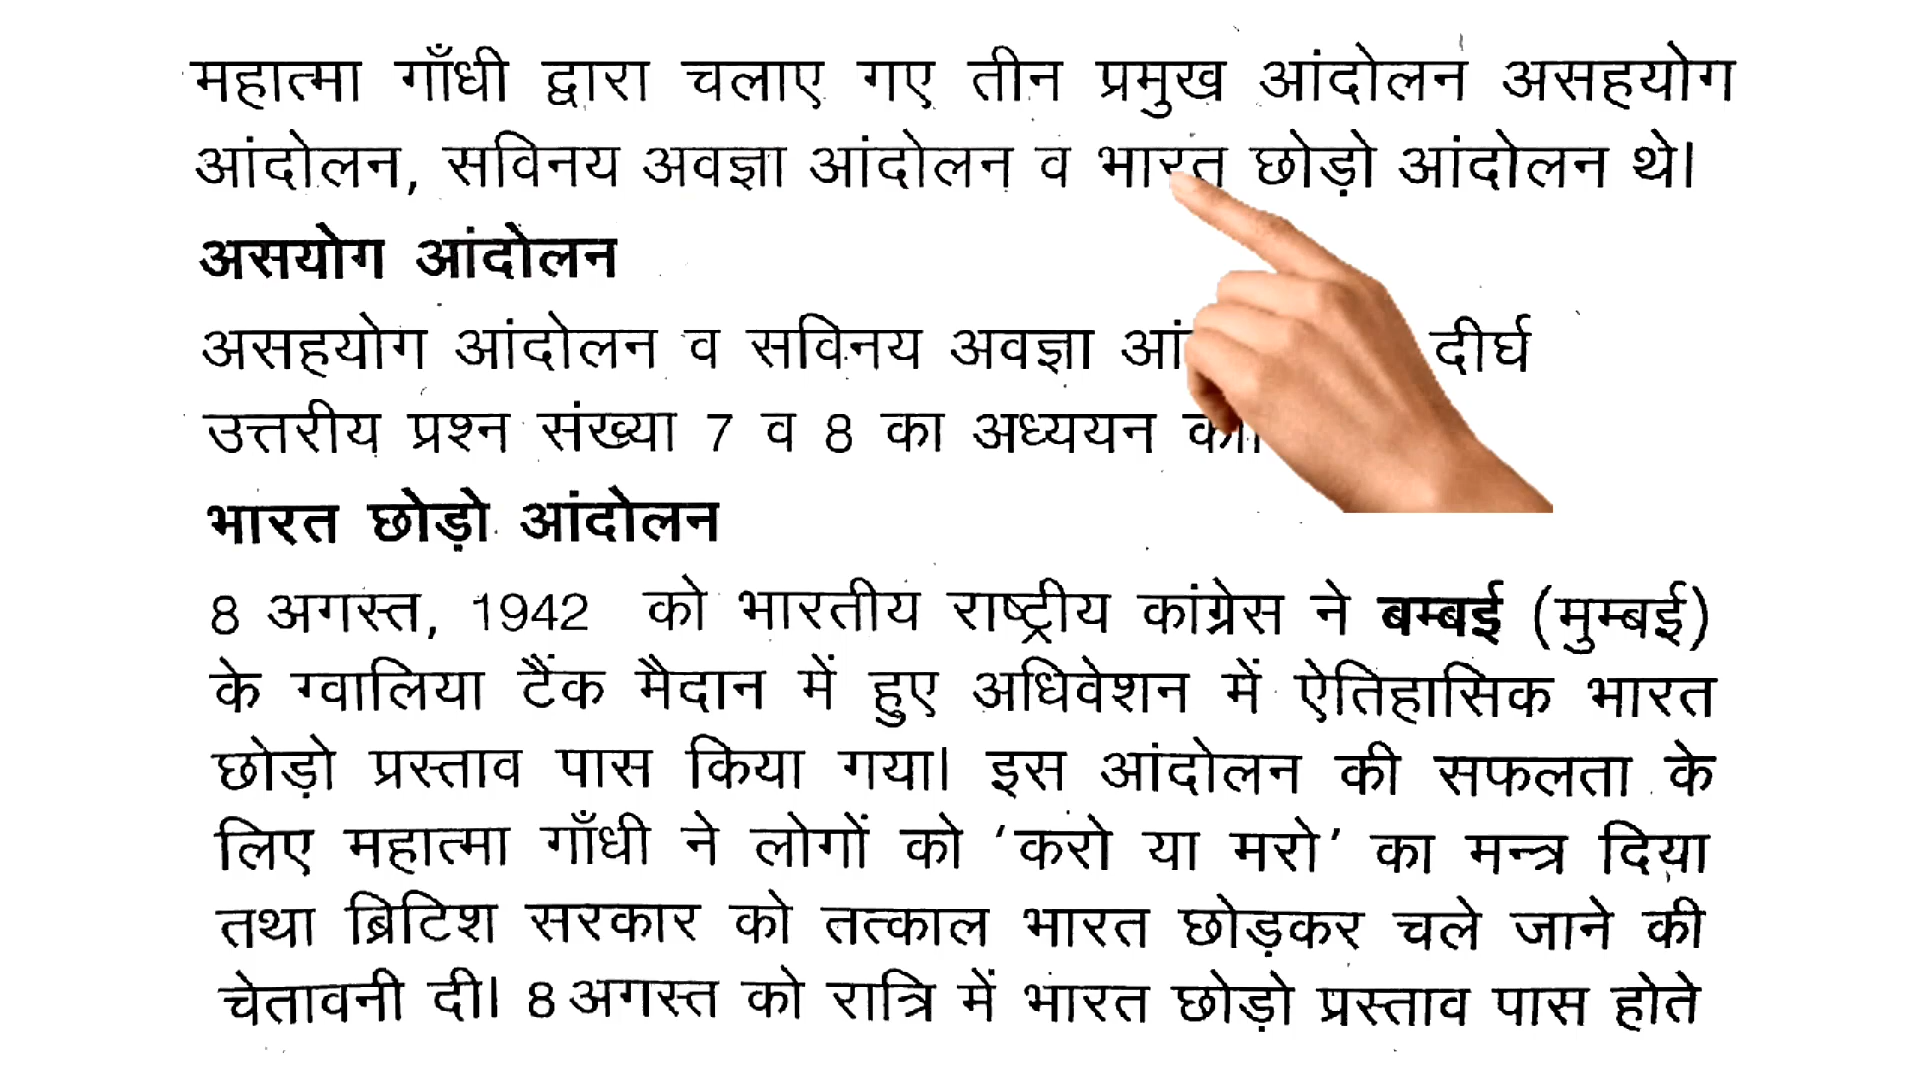 महात्मा गाँधी द्वारा चलाए गए तीन प्रमुख आंदोलन असहयोग
आंदोलन, सविनय अवज्ञा आंदोलन व भारत छोड़ो आंदोलन थे।
असयोग आंदोलन
असहयोग आंदोलन व सविनय अवज्ञा दीर्घ
उत्तरीय प्रश्न संख्या 7 व 8 का अध्ययन
भारत छोड़ो आंदोलन
8 अगस्त, 1942 को भारतीय राष्ट्रीय कांग्रेस ने बम्बई (मुम्बई)
के ग्वालिया टैंक मैदान में हुए अधिवेशन में ऐतिहासिक भारत
छोड़ो प्रस्ताव पास किया गया। इस आंदोलन की सफलता के
लिए महात्मा गाँधी ने लोगों को ‘करो या मरो’ का मन्त्र दिया
तथा ब्रिटिश सरकार को तत्काल भारत छोड़कर चले जाने की
चेतावनी दी। 8 अगस्त को रात्रि में भारत छोड़ो प्रस्ताव पास होते